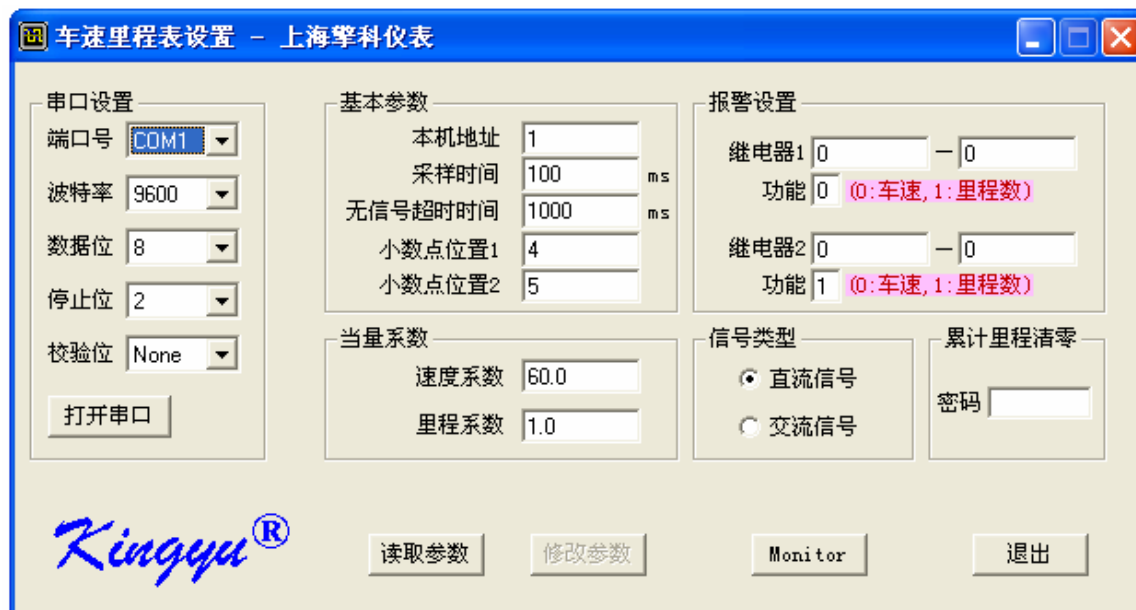 车速里程表设置 - 上海擎科仪表
串口设置
端口号 COM1
波特率 9600
数据位 8
停止位 2
校验位 None
打开串口
基本参数
本机地址 1
采样时间 100 ms
无信号超时时间 1000 ms
小数点位置1 4
小数点位置2 5
当量系数
速度系数 60.0
里程系数 1.0
报警设置
继电器1 0 — 0
功能 0 (0:车速,1:里程数)
继电器2 0 — 0
功能 1 (0:车速,1:里程数)
信号类型
直流信号
交流信号
累计里程清零
密码
Kingyu®
读取参数
修改参数
Monitor
退出